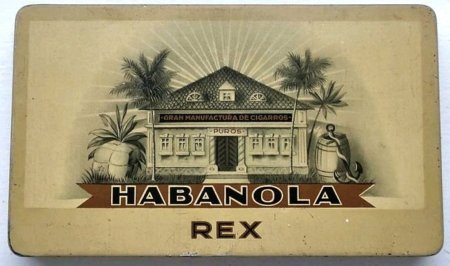 GRAN MANUFACTURA DE CIGARROS
PUROS
HABANOLA
REX